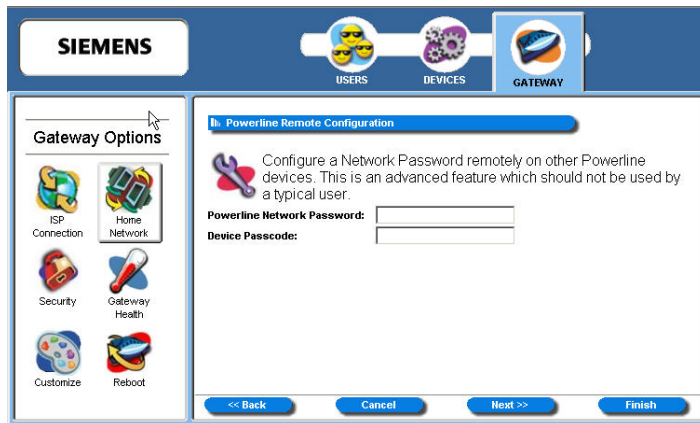 SIEMENS
USERS
DEVICES
GATEWAY
Gateway Options
ISP
Connection
Home
Network
Security
Gateway
Health
Customize
Reboot
Powerline Remote Configuration
Configure a Network Password remotely on other Powerline
devices. This is an advanced feature which should not be used by
a typical user.
Powerline Network Password:
Device Passcode:
<< Back
Cancel
Next >>
Finish